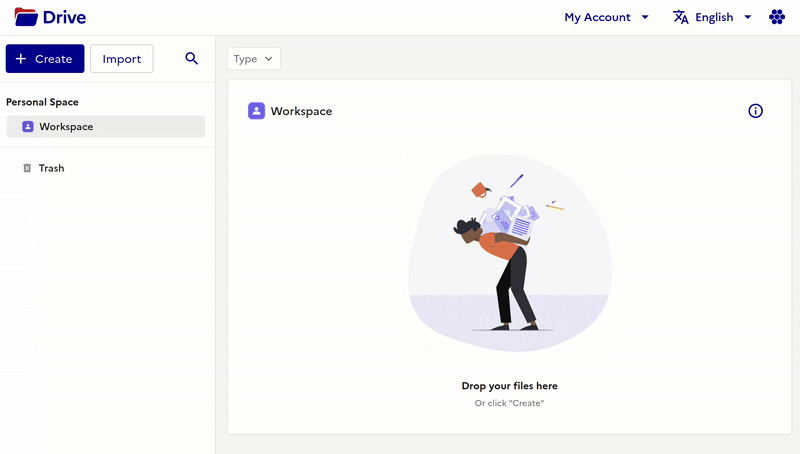 Drive
My Account
English
Create
Import
Type
Personal Space
Workspace
Trash
Workspace
Drop your files here
Or click "Create"